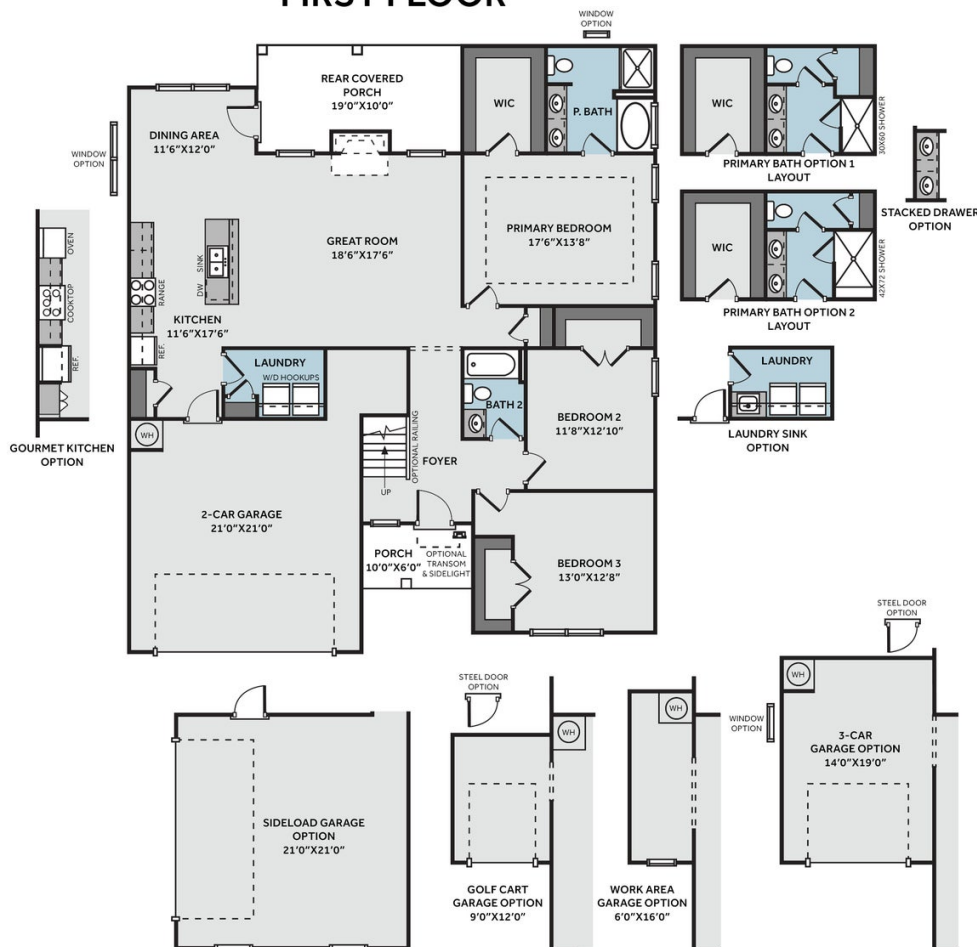 FIRST FLOOR
WINDOW
OPTION
REAR COVERED
PORCH
19'0"X10'0"
WIC
P. BATH
DINING AREA
11'6"X12'0"
WINDOW
OPTION
GREAT ROOM
18'6"X17'6"
PRIMARY BEDROOM
17'6"X13'8"
SINK
DW
RANGE
KITCHEN
11'6"X17'6"
REF.
LAUNDRY
W/D HOOKUPS
WH
BATH 2
BEDROOM 2
11'8"X12'10"
OPTIONAL RAILING
FOYER
UP
2-CAR GARAGE
21'0"X21'0"
PORCH
10'0"X6'0"
OPTIONAL
TRANSOM
& SIDELIGHT
BEDROOM 3
13'0"X12'8"
OVEN
COOKTOP
REF.
GOURMET KITCHEN
OPTION
WIC
30X60 SHOWER
PRIMARY BATH OPTION 1
LAYOUT
STACKED DRAWER
OPTION
WIC
42X72 SHOWER
PRIMARY BATH OPTION 2
LAYOUT
LAUNDRY
LAUNDRY SINK
OPTION
SIDELOAD GARAGE
OPTION
21'0"X21'0"
STEEL DOOR
OPTION
WH
GOLF CART
GARAGE OPTION
9'0"X12'0"
WH
WORK AREA
GARAGE OPTION
6'0"X16'0"
STEEL DOOR
OPTION
WH
WINDOW
OPTION
3-CAR
GARAGE OPTION
14'0"X19'0"